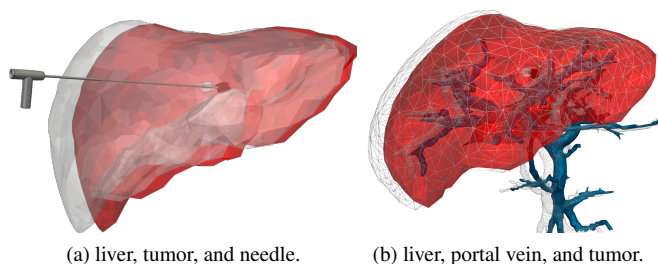 (a) liver, tumor, and needle.
(b) liver, portal vein, and tumor.